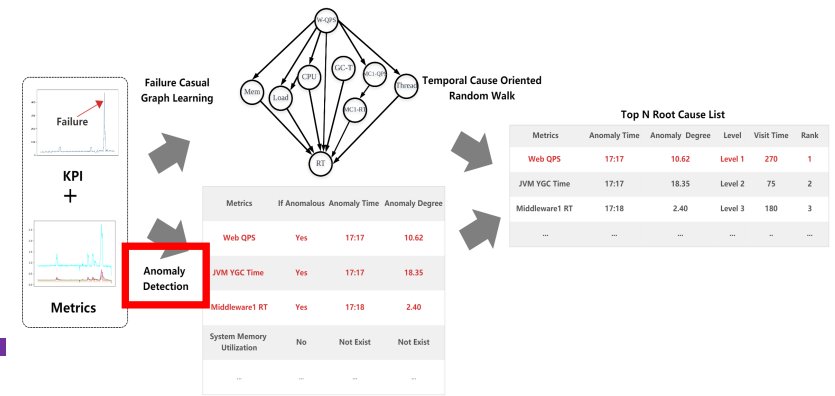 Failure
KPI
+
Metrics
Failure Casual
Graph Learning
W-QPS
Mem
Load
CPU
GC-T
MC1-QPS
MC1-RT
Thread
RT
Temporal Cause Oriented
Random Walk
Anomaly
Detection
Metrics If Anomalous Anomaly Time Anomaly Degree
Web QPS Yes 17:17 10.62
JVM YGC Time Yes 17:17 18.35
Middleware1 RT Yes 17:18 2.40
System Memory
Utilization No Not Exist Not Exist
... ... ... ...
Top N Root Cause List
Metrics Anomaly Time Anomaly Degree Level Visit Time Rank
Web QPS 17:17 10.62 Level 1 270 1
JVM YGC Time 17:17 18.35 Level 2 75 2
Middleware1 RT 17:18 2.40 Level 3 180 3
... ... ... ... .. ...